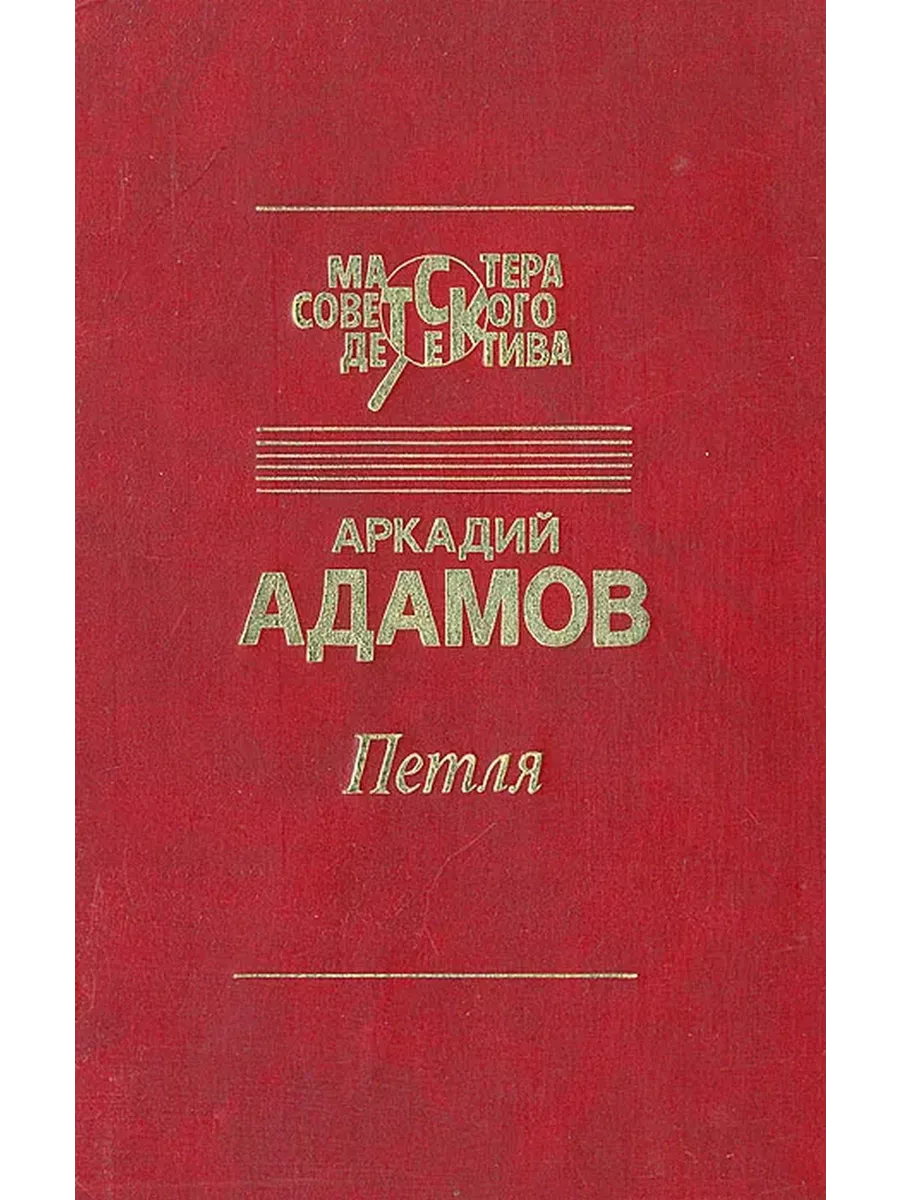 МАСТЕРА
СОВЕТСКОГО
ДЕТЕКТИВА
АРКАДИЙ
АДАМОВ
Петля